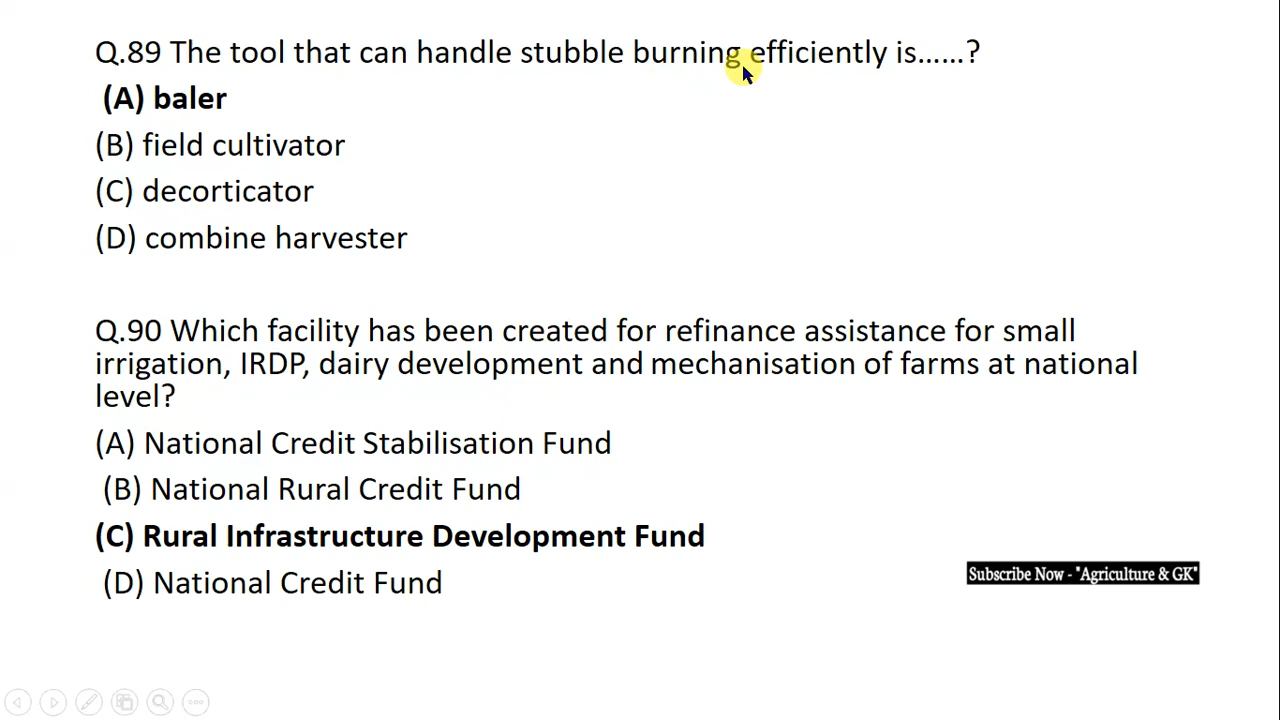 Q.89 The tool that can handle stubble burning efficiently is……?
(A) baler
(B) field cultivator
(C) decorticator
(D) combine harvester
Q.90 Which facility has been created for refinance assistance for small
irrigation, IRDP, dairy development and mechanisation of farms at national
level?
(A) National Credit Stabilisation Fund
(B) National Rural Credit Fund
(C) Rural Infrastructure Development Fund
(D) National Credit Fund
Subscribe Now - "Agriculture & GK"